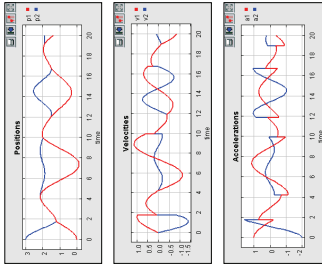 Positions
p1
p2
3
2
1
0
0 2 4 6 8 10 12 14 16 18 20
time
Velocities
v1
v2
1.0
0.5
0.0
-0.5
-1.0
-1.5
0 2 4 6 8 10 12 14 16 18 20
time
Accelerations
a1
a2
1
0
-1
-2
0 2 4 6 8 10 12 14 16 18 20
time